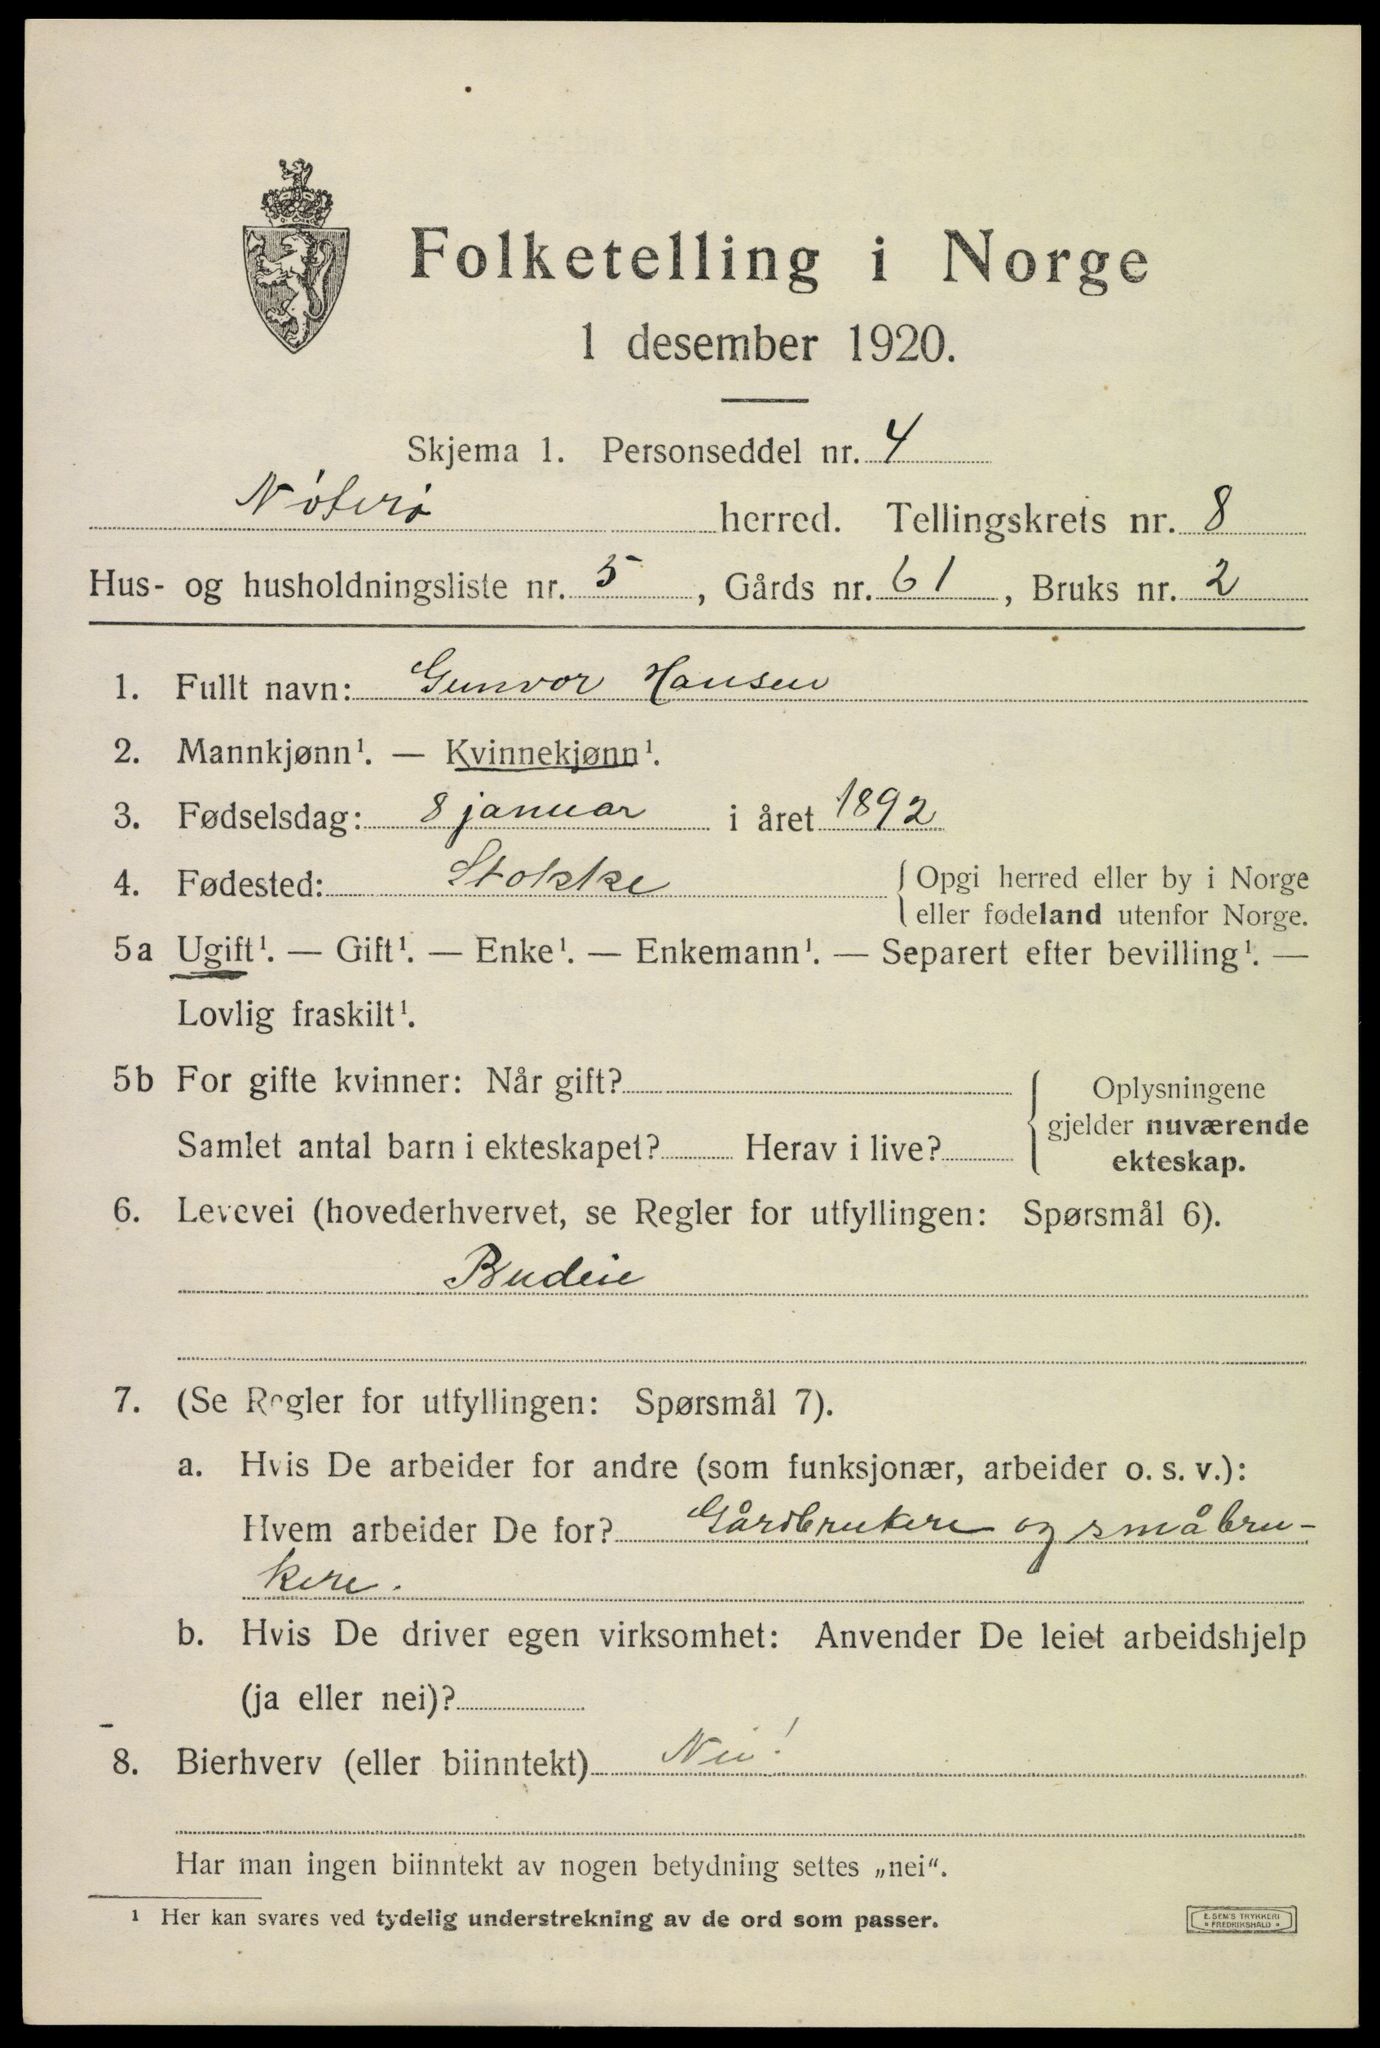 Folketelling i Norge
1 desember 1920.
Skjema 1. Personseddel nr. 4
Nøterø herred. Tellingskrets nr. 8
Hus- og husholdningsliste nr. 5, Gårds nr. 61, Bruks nr. 2
1. Fullt navn: Gunvor Hansen
2. Mannkjønn¹. — Kvinnekjønn¹.
3. Fødselsdag: 8 januar i året 1892
4. Fødested: Stokke { Opgi herred eller by i Norge
eller fødeland utenfor Norge.
5a Ugift¹. — Gift¹. — Enke¹. — Enkemann¹. — Separert efter bevilling¹. —
Lovlig fraskilt¹.
5b For gifte kvinner: Når gift?
Samlet antal barn i ekteskapet? Herav i live?
{ Oplysningene
gjelder nuværende
ekteskap.
6. Levevei (hovederhvervet, se Regler for utfyllingen: Spørsmål 6).
Budeie
7. (Se Regler for utfyllingen: Spørsmål 7).
a. Hvis De arbeider for andre (som funksjonær, arbeider o. s. v.):
Hvem arbeider De for? Gårdbrukere og småbru-
kere.
b. Hvis De driver egen virksomhet: Anvender De leiet arbeidshjelp
(ja eller nei)?
8. Bierhverv (eller biinntekt) Nei!
Har man ingen biinntekt av nogen betydning settes „nei“.
¹ Her kan svares ved tydelig understrekning av de ord som passer.
E. SEM'S TRYKKERI
* FREDRIKSHALD *